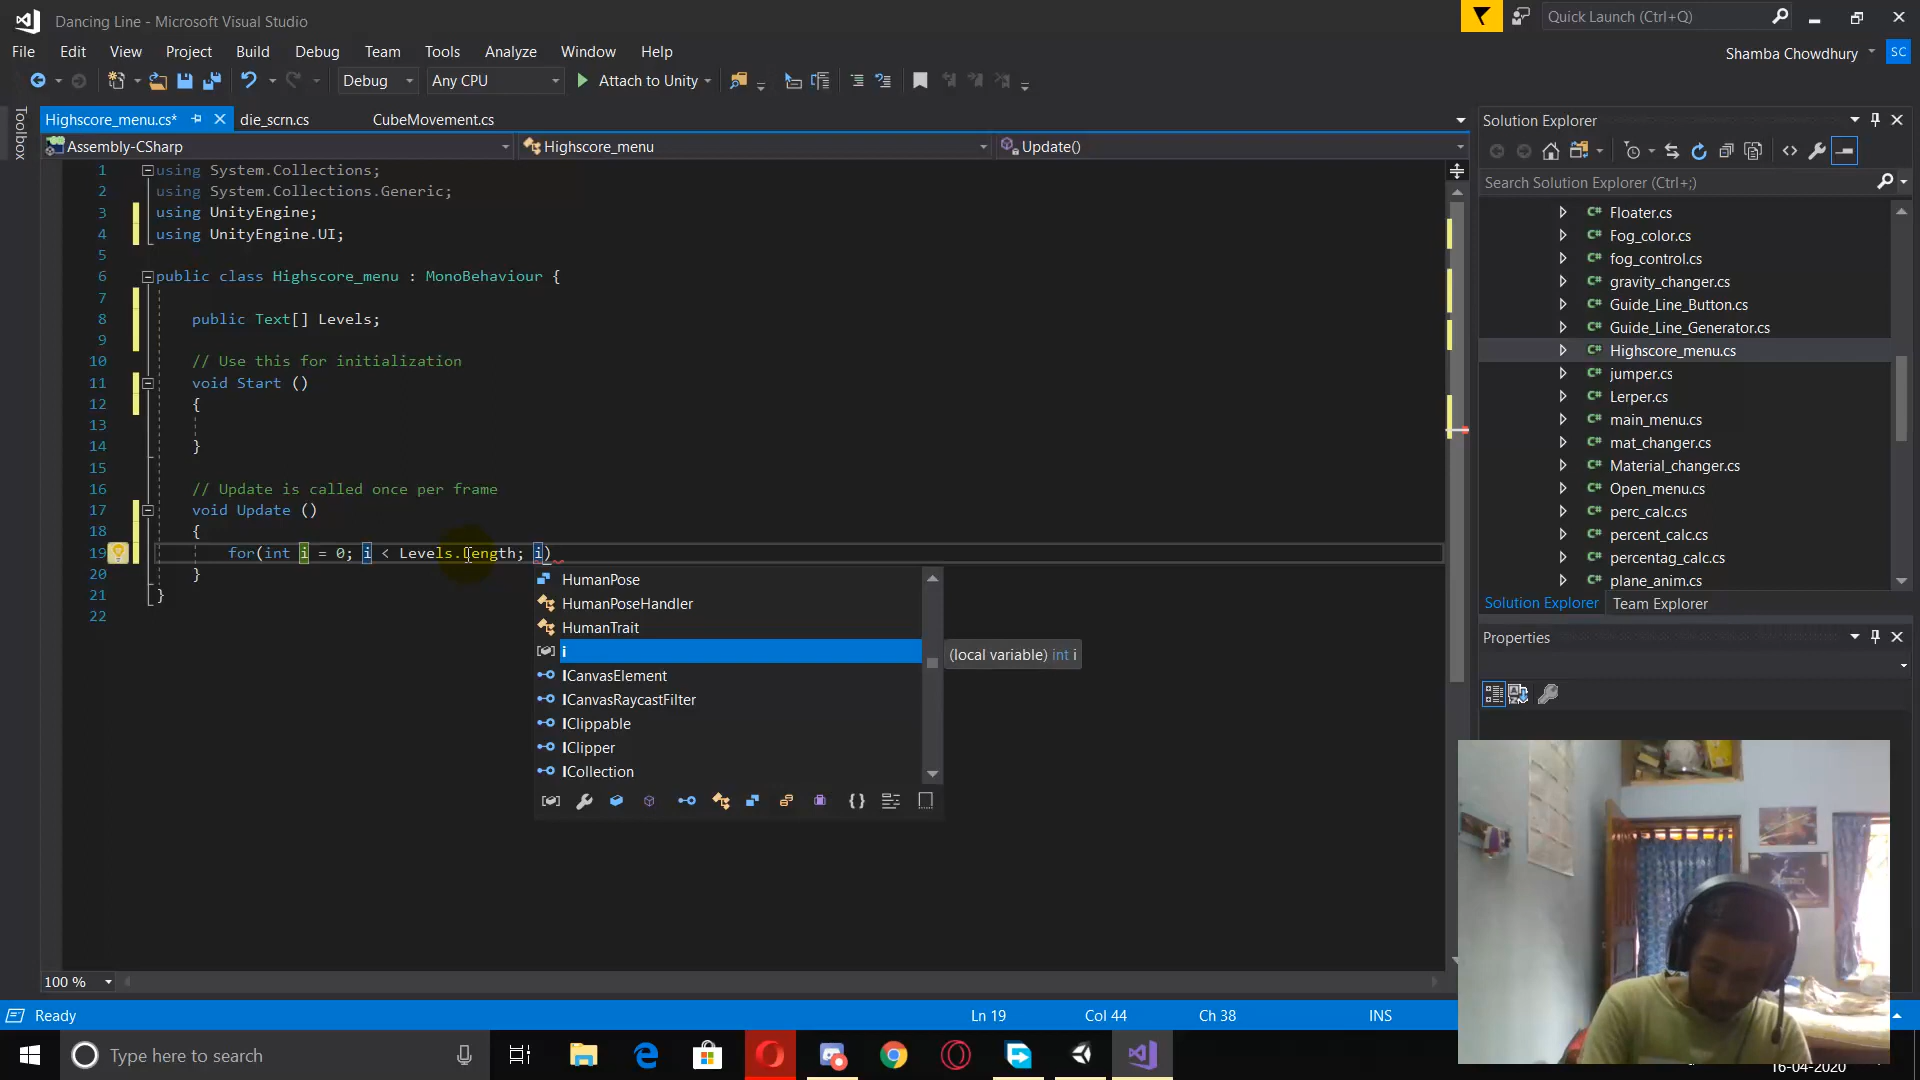 Dancing Line - Microsoft Visual Studio
Quick Launch (Ctrl+Q)
File Edit View Project Build Debug Team Tools Analyze Window Help
Shamba Chowdhury SC
Debug Any CPU Attach to Unity
Toolbox
Highscore_menu.cs* die_scrn.cs CubeMovement.cs
Assembly-CSharp Highscore_menu Update()
1 using System.Collections;
2 using System.Collections.Generic;
3 using UnityEngine;
4 using UnityEngine.UI;
5
6 public class Highscore_menu : MonoBehaviour {
7
8 public Text[] Levels;
9
10 // Use this for initialization
11 void Start ()
12 {
13
14 }
15
16 // Update is called once per frame
17 void Update ()
18 {
19 for(int i = 0; i < Levels.Length; i)
20 }
21 }
22
HumanPose
HumanPoseHandler
HumanTrait
i
ICanvasElement
ICanvasRaycastFilter
IClippable
IClipper
ICollection
(local variable) int i
Solution Explorer
Search Solution Explorer (Ctrl+;)
C# Floater.cs
C# Fog_color.cs
C# fog_control.cs
C# gravity_changer.cs
C# Guide_Line_Button.cs
C# Guide_Line_Generator.cs
C# Highscore_menu.cs
C# jumper.cs
C# Lerper.cs
C# main_menu.cs
C# mat_changer.cs
C# Material_changer.cs
C# Open_menu.cs
C# perc_calc.cs
C# percent_calc.cs
C# percentag_calc.cs
C# plane_anim.cs
Solution Explorer Team Explorer
Properties
100 %
Ready Ln 19 Col 44 Ch 38 INS
Type here to search
16-04-2020